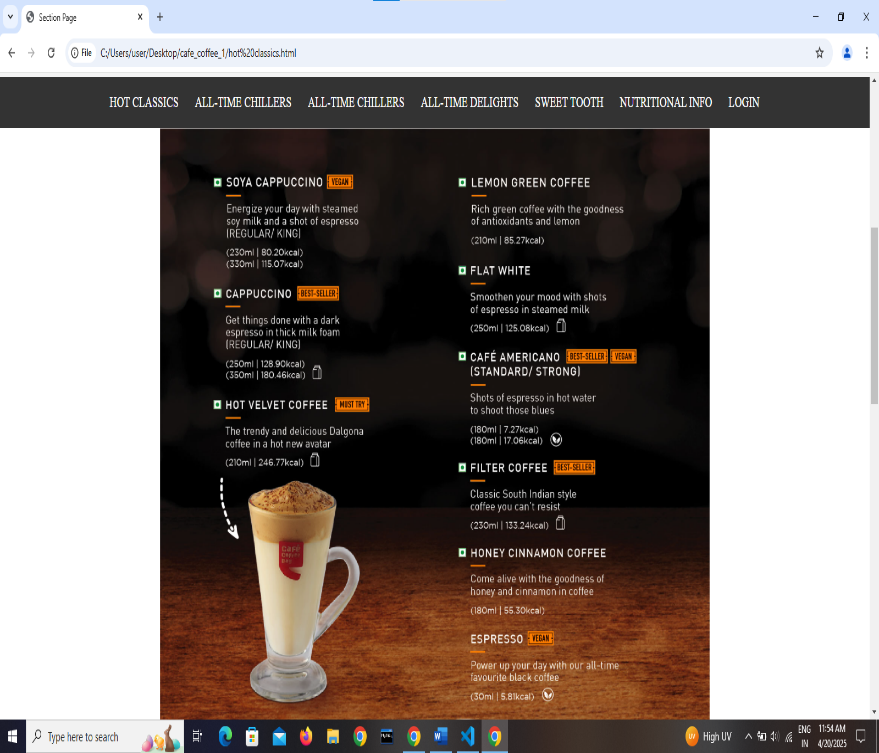 Section Page
File
C:/Users/user/Desktop/cafe_coffee_1/hot%20classics.html
HOT CLASSICS ALL-TIME CHILLERS ALL-TIME CHILLERS ALL-TIME DELIGHTS SWEET TOOTH NUTRITIONAL INFO LOGIN
SOYA CAPPUCCINO VEGAN
Energize your day with steamed
soy milk and a shot of espresso
(REGULAR/ KING)
(230ml | 80.20kcal)
(330ml | 115.07kcal)
CAPPUCCINO BEST-SELLER
Get things done with a dark
espresso in thick milk foam
(REGULAR/ KING)
(250ml | 128.90kcal)
(350ml | 180.46kcal)
HOT VELVET COFFEE MUST TRY
The trendy and delicious Dalgona
coffee in a hot new avatar
(210ml | 246.77kcal)
Café
COFFEE
DAY
LEMON GREEN COFFEE
Rich green coffee with the goodness
of antioxidants and lemon
(210ml | 85.27kcal)
FLAT WHITE
Smoothen your mood with shots
of espresso in steamed milk
(250ml | 125.08kcal)
CAFÉ AMERICANO BEST-SELLER VEGAN
(STANDARD/ STRONG)
Shots of espresso in hot water
to shoot those blues
(180ml | 7.27kcal)
(180ml | 17.06kcal)
FILTER COFFEE BEST-SELLER
Classic South Indian style
coffee you can't resist
(230ml | 133.24kcal)
HONEY CINNAMON COFFEE
Come alive with the goodness of
honey and cinnamon in coffee
(180ml | 55.30kcal)
ESPRESSO VEGAN
Power up your day with our all-time
favourite black coffee
(30ml | 5.81kcal)
Type here to search
High UV
ENG
IN
11:54 AM
4/20/2025